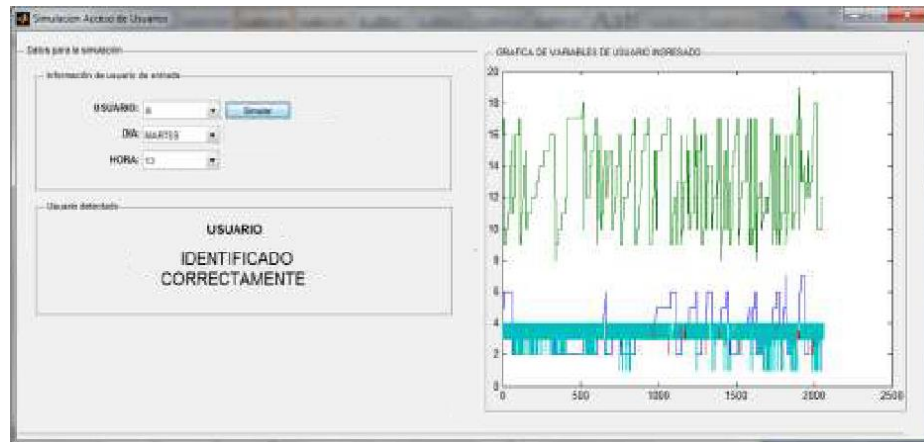 Simulacion Acceso de Usuarios
Datos para la simulación
Información de usuario de entrada
USUARIO:
Simular
DIA: MARTES
HORA: 13
Usuario detectado
USUARIO
IDENTIFICADO
CORRECTAMENTE
GRAFICA DE VARIABLES DE USUARIO INGRESADO
20
18
16
14
12
10
8
6
4
2
0
0 500 1000 1500 2000 2500